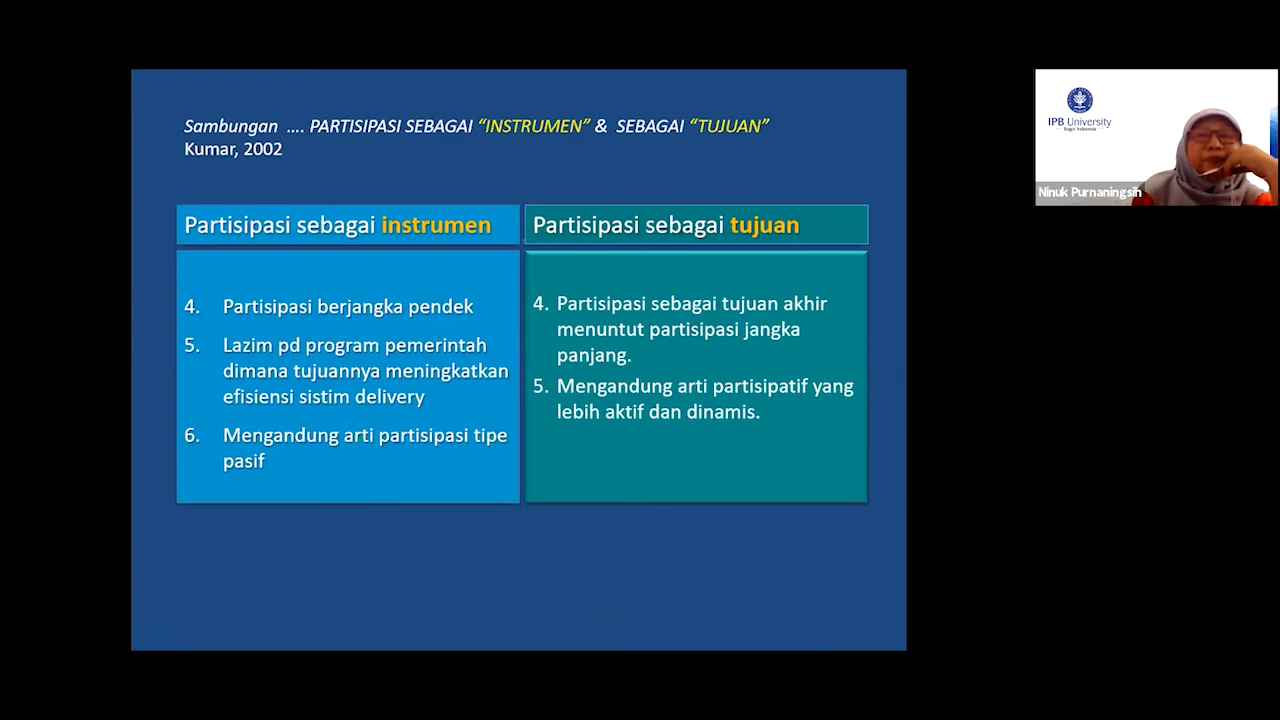 Sambungan .... PARTISIPASI SEBAGAI “INSTRUMEN” & SEBAGAI “TUJUAN”
Kumar, 2002
Partisipasi sebagai instrumen
4. Partisipasi berjangka pendek
5. Lazim pd program pemerintah
dimana tujuannya meningkatkan
efisiensi sistim delivery
6. Mengandung arti partisipasi tipe
pasif
Partisipasi sebagai tujuan
4. Partisipasi sebagai tujuan akhir
menuntut partisipasi jangka
panjang.
5. Mengandung arti partisipatif yang
lebih aktif dan dinamis.
IPB University
Bogor Indonesia
Ninuk Purnaningsih